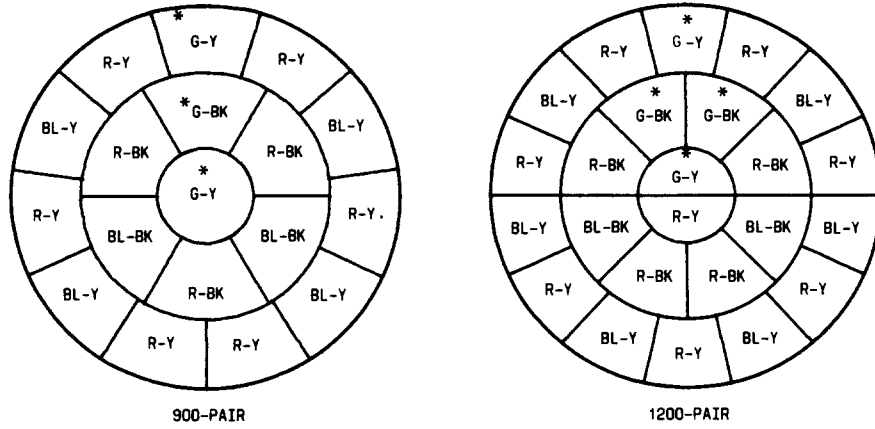 * *
G-Y G-Y
R-Y R-Y R-Y R-Y
* * *
BL-Y G-BK BL-Y BL-Y G-BK G-BK BL-Y
R-BK R-BK R-BK R-BK
* *
R-Y G-Y R-Y. R-Y G-Y R-Y
R-Y
BL-BK BL-BK BL-Y BL-BK BL-BK BL-Y
BL-Y R-BK BL-Y R-Y R-BK R-BK R-Y
R-Y R-Y BL-Y R-Y BL-Y
900-PAIR 1200-PAIR